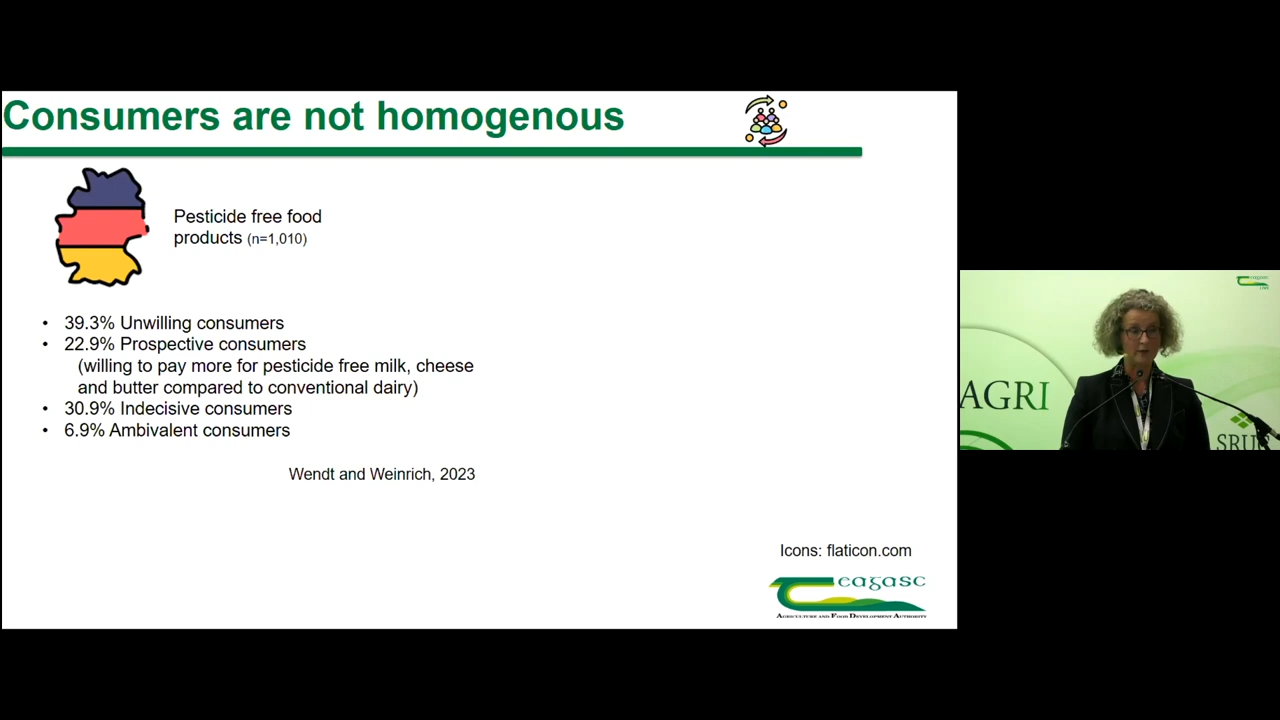 Consumers are not homogenous
Pesticide free food
products (n=1,010)
• 39.3% Unwilling consumers
• 22.9% Prospective consumers
(willing to pay more for pesticide free milk, cheese
and butter compared to conventional dairy)
• 30.9% Indecisive consumers
• 6.9% Ambivalent consumers
Wendt and Weinrich, 2023
Icons: flaticon.com
eagasc
AGRICULTURE AND FOOD DEVELOPMENT AUTHORITY
AGRI